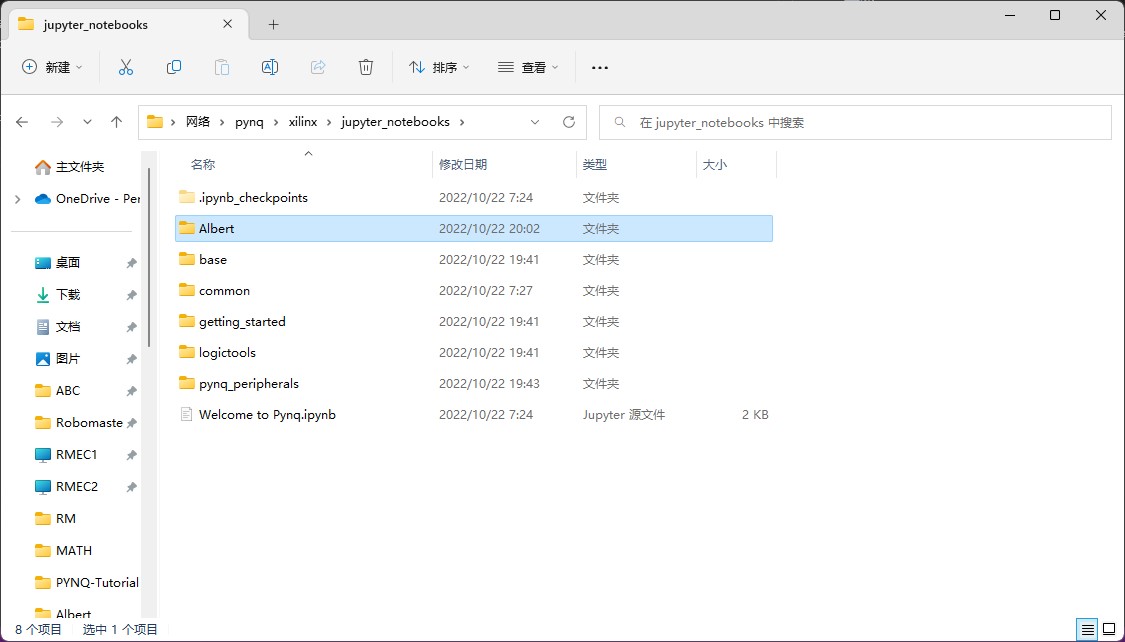 jupyter_notebooks
新建 排序 查看
网络 pynq xilinx jupyter_notebooks 在 jupyter_notebooks 中搜索
主文件夹
OneDrive - Per
桌面
下载
文档
图片
ABC
Robomaste
RMEC1
RMEC2
RM
MATH
PYNQ-Tutorial
Albert
名称 修改日期 类型 大小
.ipynb_checkpoints 2022/10/22 7:24 文件夹
Albert 2022/10/22 20:02 文件夹
base 2022/10/22 19:41 文件夹
common 2022/10/22 7:27 文件夹
getting_started 2022/10/22 19:41 文件夹
logictools 2022/10/22 19:41 文件夹
pynq_peripherals 2022/10/22 19:43 文件夹
Welcome to Pynq.ipynb 2022/10/22 7:24 Jupyter 源文件 2 KB
8 个项目 选中 1 个项目